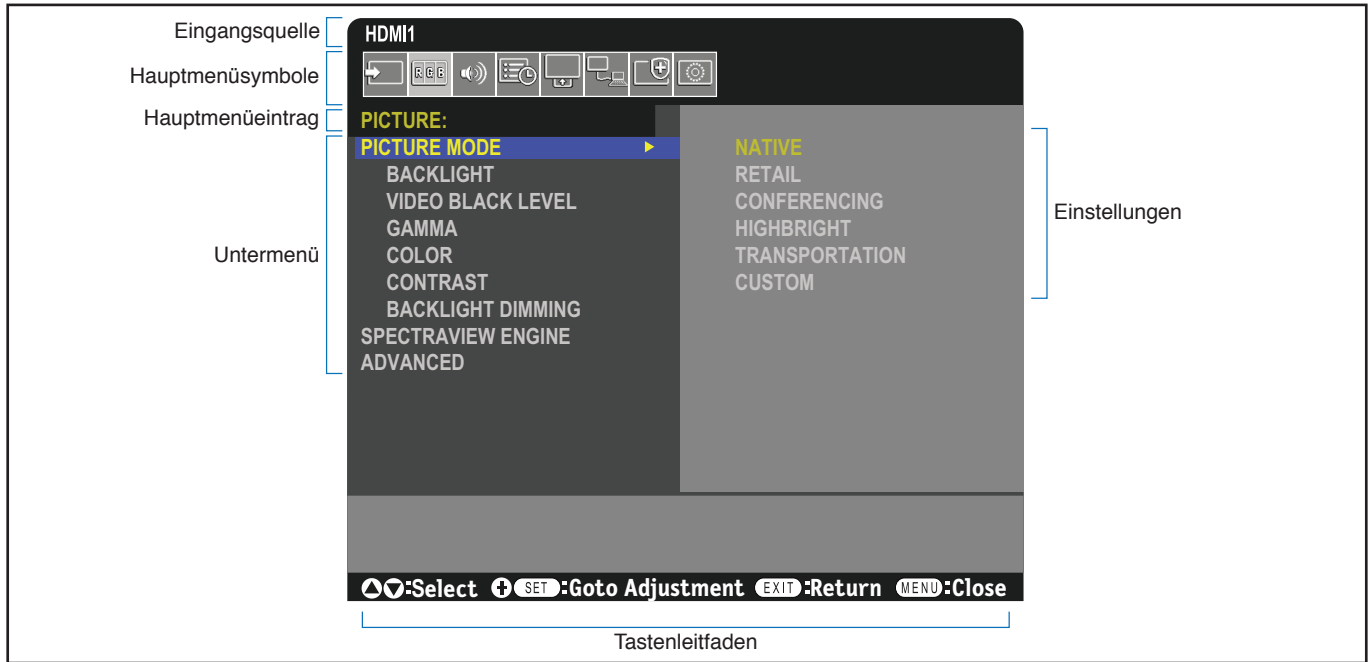 Eingangsquelle
HDMI1
Hauptmenüsymbole
RGB
Hauptmenüeintrag
PICTURE:
Untermenü
PICTURE MODE
BACKLIGHT
VIDEO BLACK LEVEL
GAMMA
COLOR
CONTRAST
BACKLIGHT DIMMING
SPECTRAVIEW ENGINE
ADVANCED
NATIVE
RETAIL
CONFERENCING
HIGHBRIGHT
TRANSPORTATION
CUSTOM
Einstellungen
:Select SET :Goto Adjustment EXIT :Return MENU :Close
Tastenleitfaden